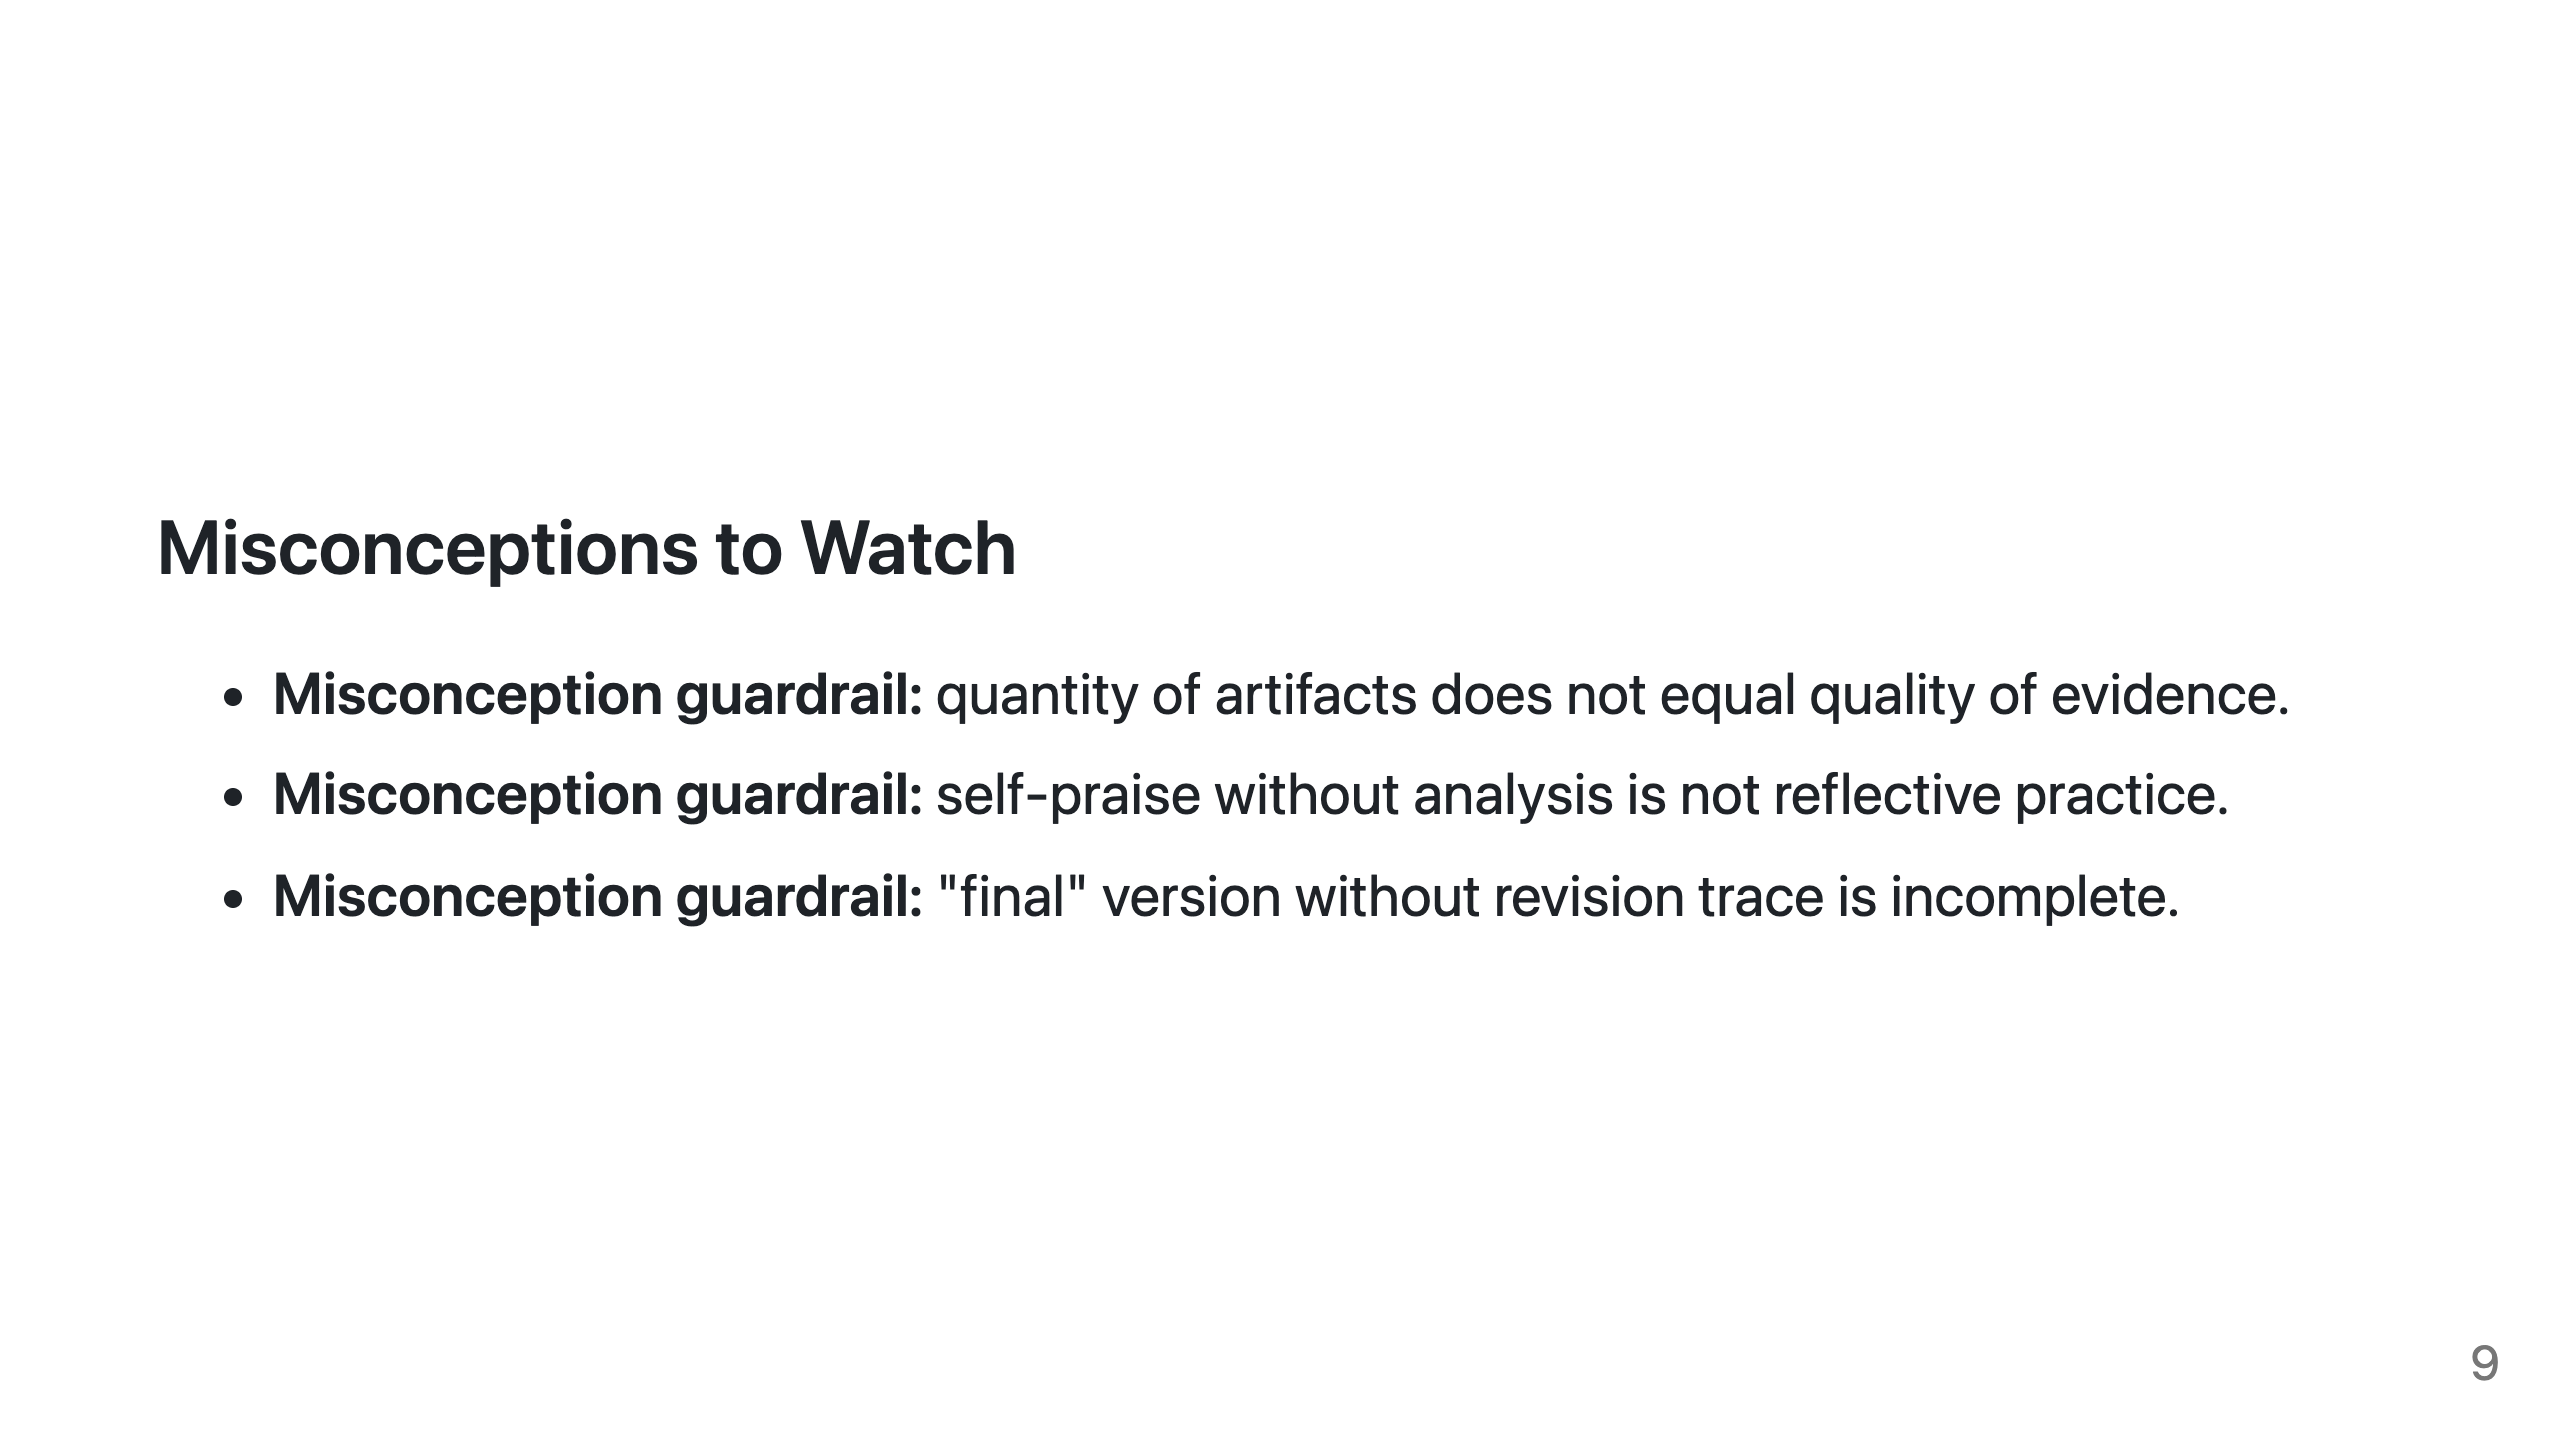 Misconceptions to Watch
• Misconception guardrail: quantity of artifacts does not equal quality of evidence.
• Misconception guardrail: self-praise without analysis is not reflective practice.
• Misconception guardrail: "final" version without revision trace is incomplete.
9